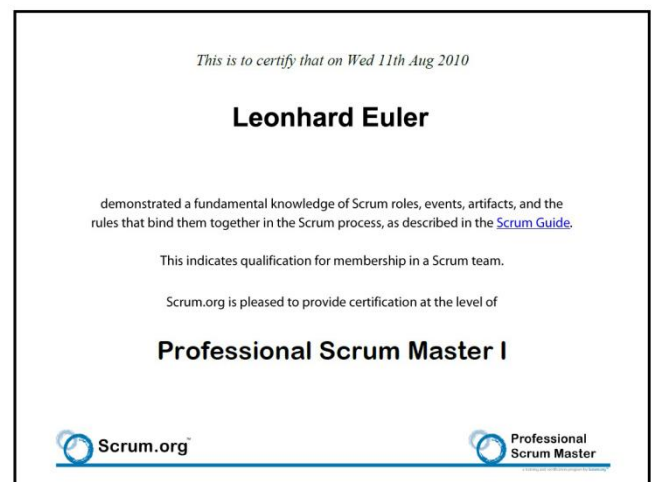 This is to certify that on Wed 11th Aug 2010
Leonhard Euler
demonstrated a fundamental knowledge of Scrum roles, events, artifacts, and the
rules that bind them together in the Scrum process, as described in the Scrum Guide.
This indicates qualification for membership in a Scrum team.
Scrum.org is pleased to provide certification at the level of
Professional Scrum Master I
Scrum.org™
Professional
Scrum Master